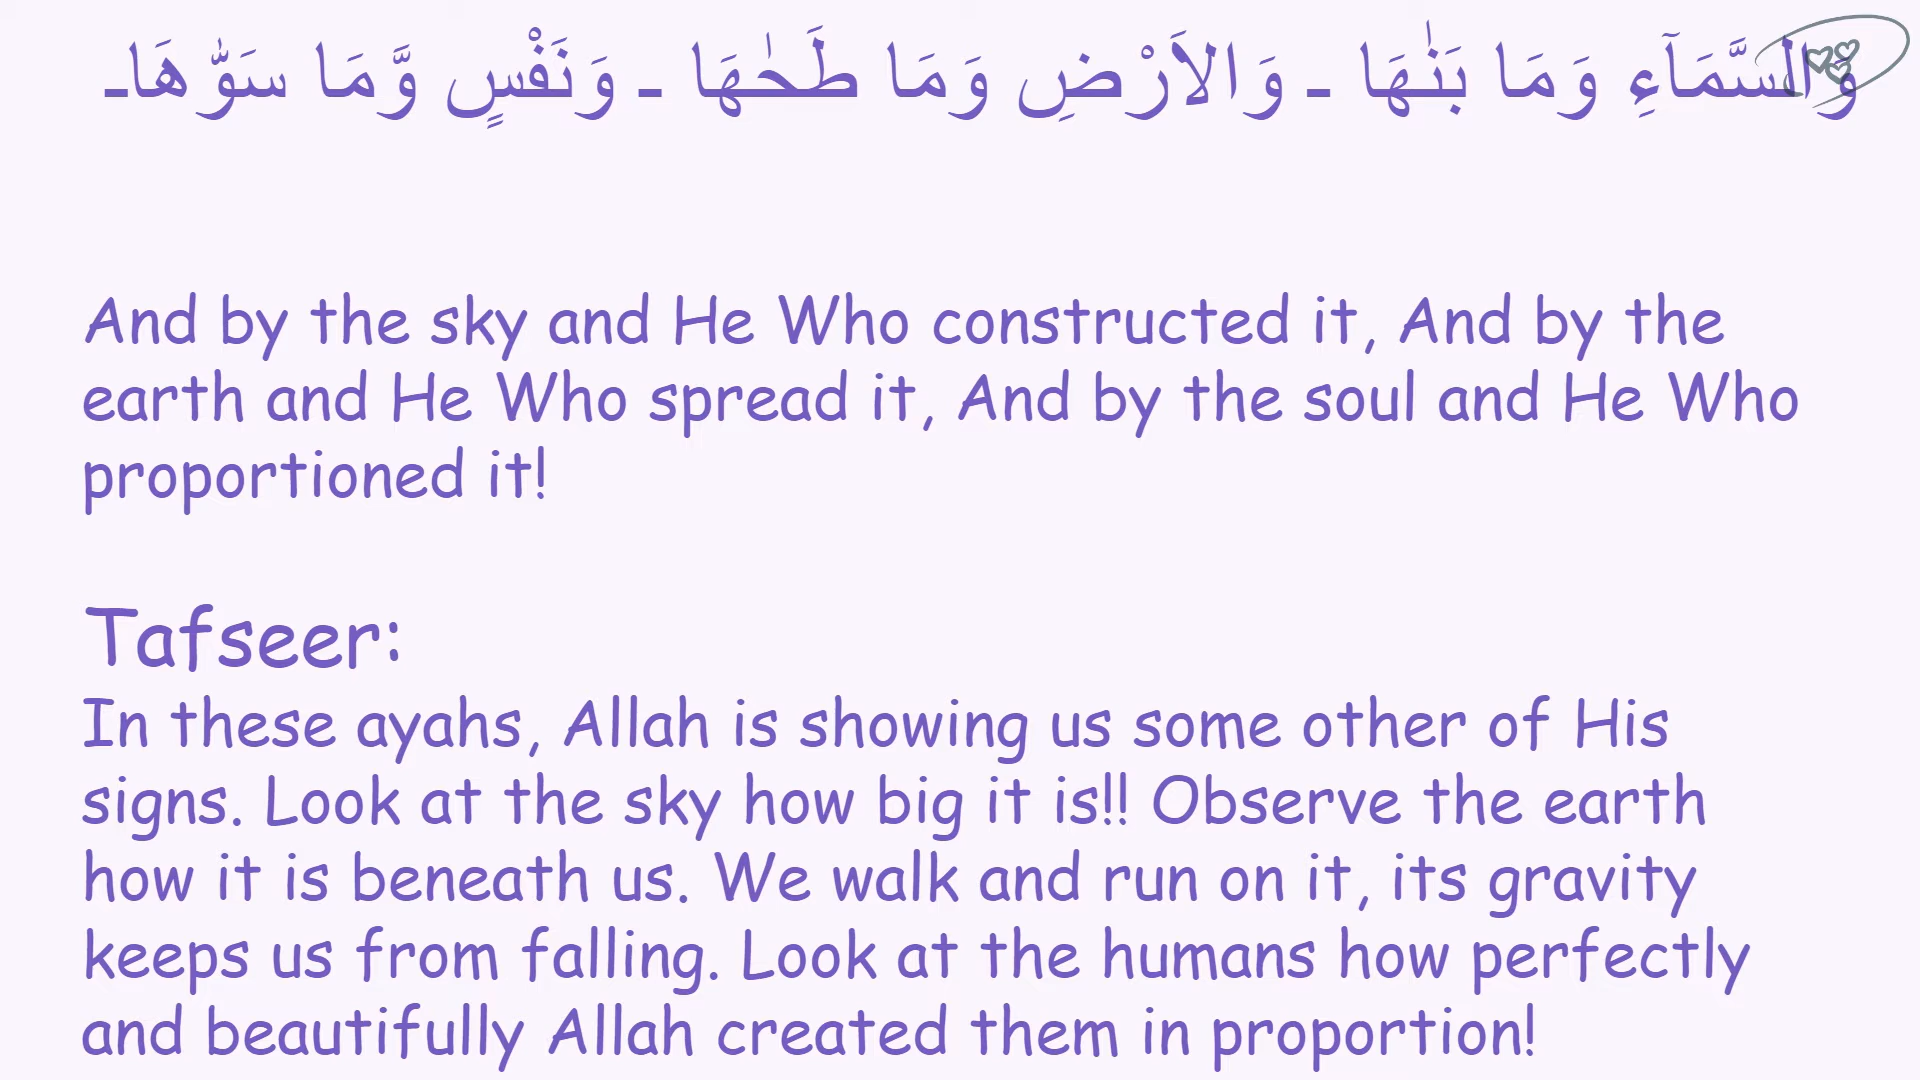 وَالسَّمَآءِ وَمَا بَنٰهَا ـ وَالاَرْضِ وَمَا طَحٰهَا ـ وَنَفْسٍ وَّمَا سَوّٰهَاـ
And by the sky and He Who constructed it, And by the
earth and He Who spread it, And by the soul and He Who
proportioned it!
Tafseer:
In these ayahs, Allah is showing us some other of His
signs. Look at the sky how big it is!! Observe the earth
how it is beneath us. We walk and run on it, its gravity
keeps us from falling. Look at the humans how perfectly
and beautifully Allah created them in proportion!